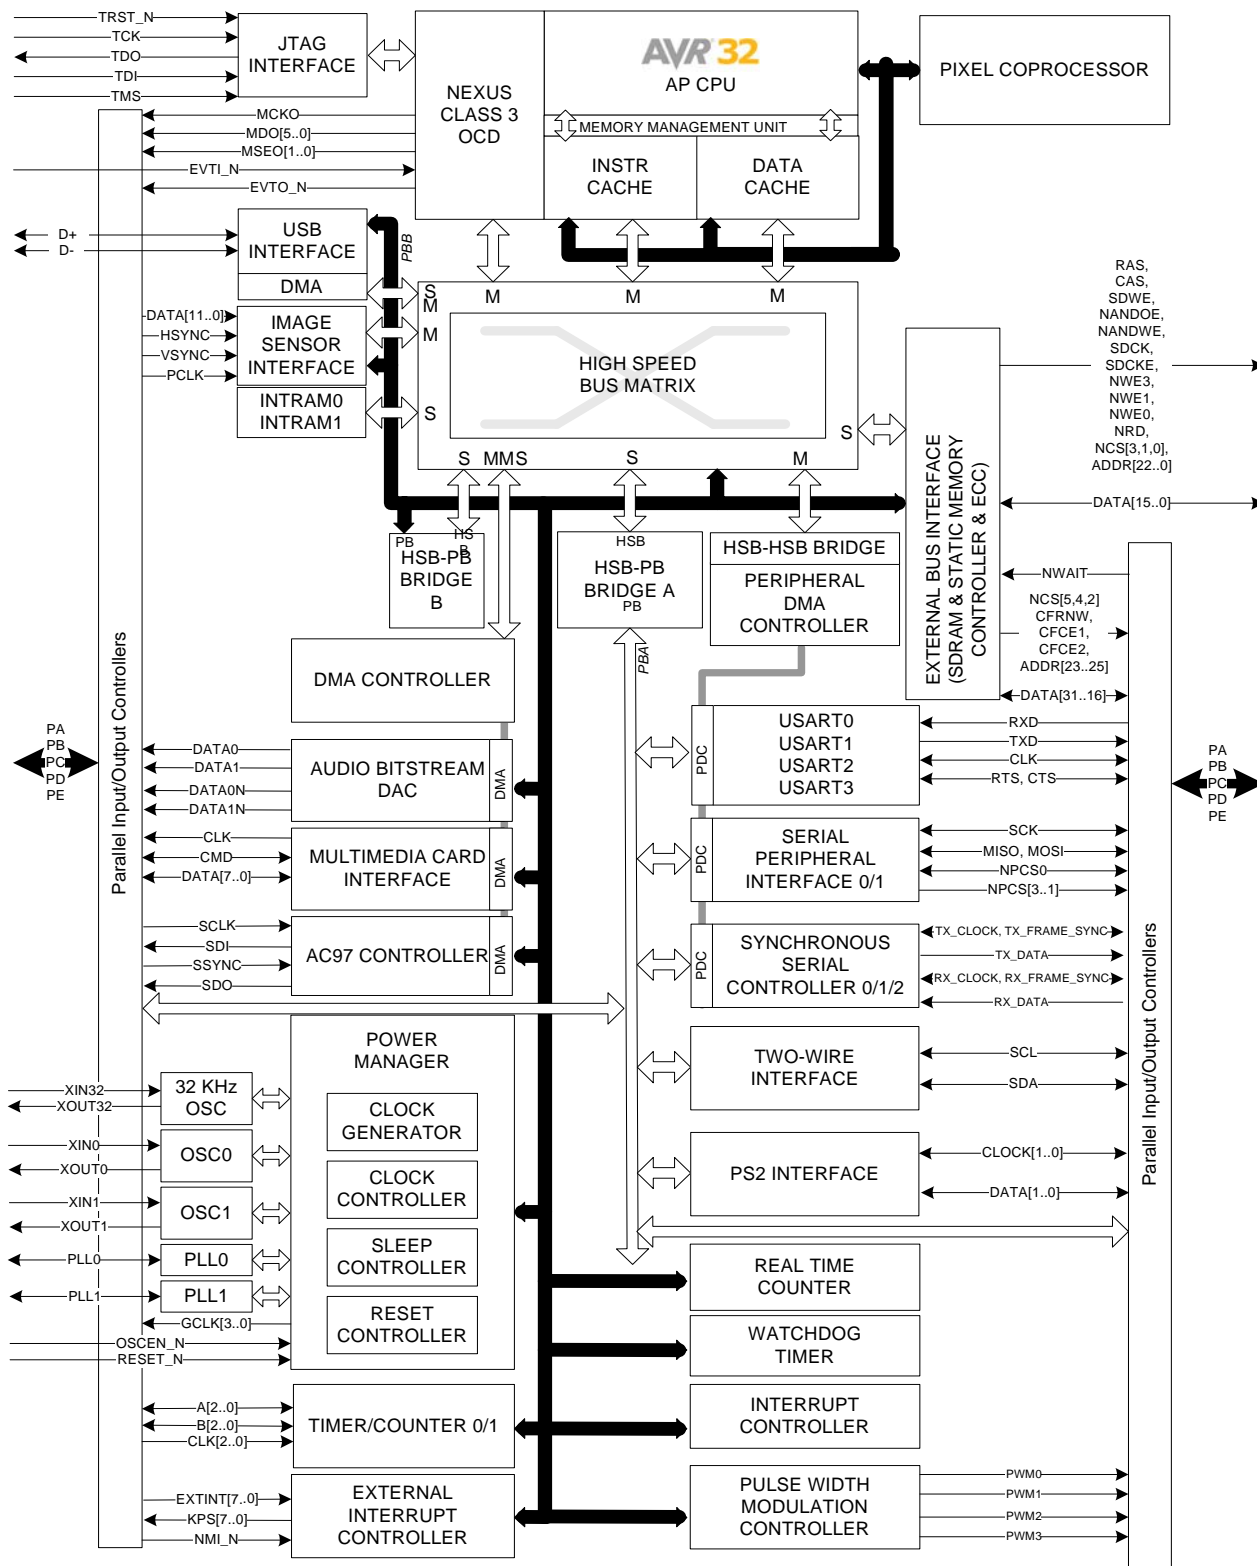 TRST_N
TCK
TDO
TDI
TMS
JTAG
INTERFACE
NEXUS
CLASS 3
OCD
AVR 32
AP CPU
PIXEL COPROCESSOR
MEMORY MANAGEMENT UNIT
INSTR
CACHE
DATA
CACHE
MCKO
MDO[5..0]
MSEO[1..0]
EVTI_N
EVTO_N
D+
D-
USB
INTERFACE
DMA
PBB
DATA[11..0]
HSYNC
VSYNC
PCLK
IMAGE
SENSOR
INTERFACE
INTRAM0
INTRAM1
M
M
M
S
M
M
S
HIGH SPEED
BUS MATRIX
S
S
MMS
S
M
RAS,
CAS,
SDWE,
NANDOE,
NANDWE,
SDCK,
SDCKE,
NWE3,
NWE1,
NWE0,
NRD,
NCS[3,1,0],
ADDR[22..0]
DATA[15..0]
EXTERNAL BUS INTERFACE
(SDRAM & STATIC MEMORY
CONTROLLER & ECC)
PB
HSB
HSB-PB
BRIDGE
B
HSB
HSB-PB
BRIDGE A
PB
HSB-HSB BRIDGE
PERIPHERAL
DMA
CONTROLLER
NWAIT
NCS[5,4,2]
CFRNW,
CFCE1,
CFCE2,
ADDR[23..25]
DATA[31..16]
PBA
DMA CONTROLLER
Parallel Input/Output Controllers
PA
PB
PC
PD
PE
DATA0
DATA1
DATA0N
DATA1N
AUDIO BITSTREAM
DAC
DMA
CLK
CMD
DATA[7..0]
MULTIMEDIA CARD
INTERFACE
DMA
SCLK
SDI
SSYNC
SDO
AC97 CONTROLLER
DMA
PDC
USART0
USART1
USART2
USART3
RXD
TXD
CLK
RTS, CTS
PA
PB
PC
PD
PE
PDC
SERIAL
PERIPHERAL
INTERFACE 0/1
SCK
MISO, MOSI
NPCS0
NPCS[3..1]
PDC
SYNCHRONOUS
SERIAL
CONTROLLER 0/1/2
TX_CLOCK, TX_FRAME_SYNC
TX_DATA
RX_CLOCK, RX_FRAME_SYNC
RX_DATA
Parallel Input/Output Controllers
TWO-WIRE
INTERFACE
SCL
SDA
PS2 INTERFACE
CLOCK[1..0]
DATA[1..0]
POWER
MANAGER
CLOCK
GENERATOR
CLOCK
CONTROLLER
SLEEP
CONTROLLER
RESET
CONTROLLER
XIN32
XOUT32
32 KHz
OSC
XIN0
XOUT0
OSC0
XIN1
XOUT1
OSC1
PLL0
PLL0
PLL1
PLL1
GCLK[3..0]
OSCEN_N
RESET_N
REAL TIME
COUNTER
WATCHDOG
TIMER
INTERRUPT
CONTROLLER
A[2..0]
B[2..0]
CLK[2..0]
TIMER/COUNTER 0/1
EXTINT[7..0]
KPS[7..0]
NMI_N
EXTERNAL
INTERRUPT
CONTROLLER
PULSE WIDTH
MODULATION
CONTROLLER
PWM0
PWM1
PWM2
PWM3